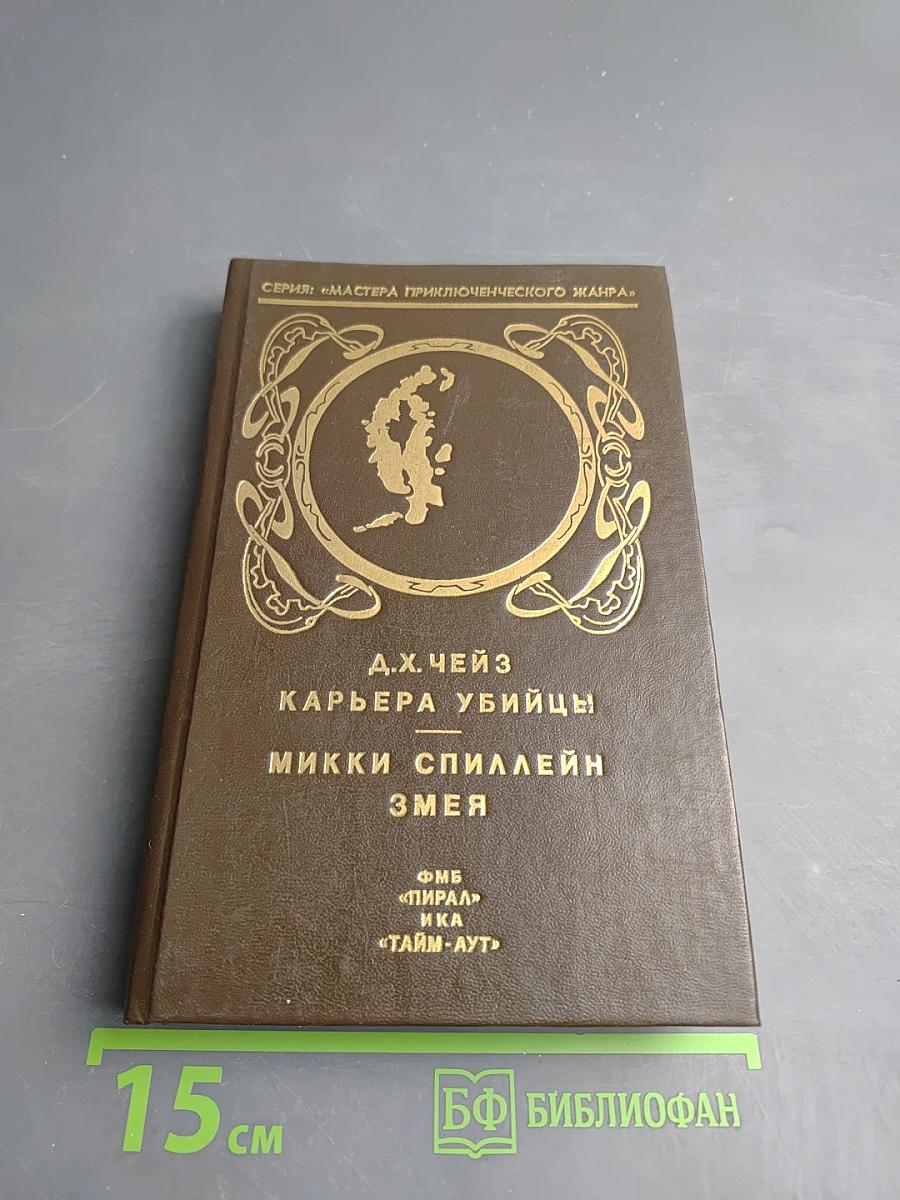 СЕРИЯ: «МАСТЕРА ПРИКЛЮЧЕНЧЕСКОГО ЖАНРА»
Д.Х. ЧЕЙЗ
КАРЬЕРА УБИЙЦЫ
МИККИ СПИЛЛЕЙН
ЗМЕЯ
ФМБ
«ПИРАЛ»
И КА
«ТАЙМ-АУТ»
15 см
БФ БИБЛИОФАН